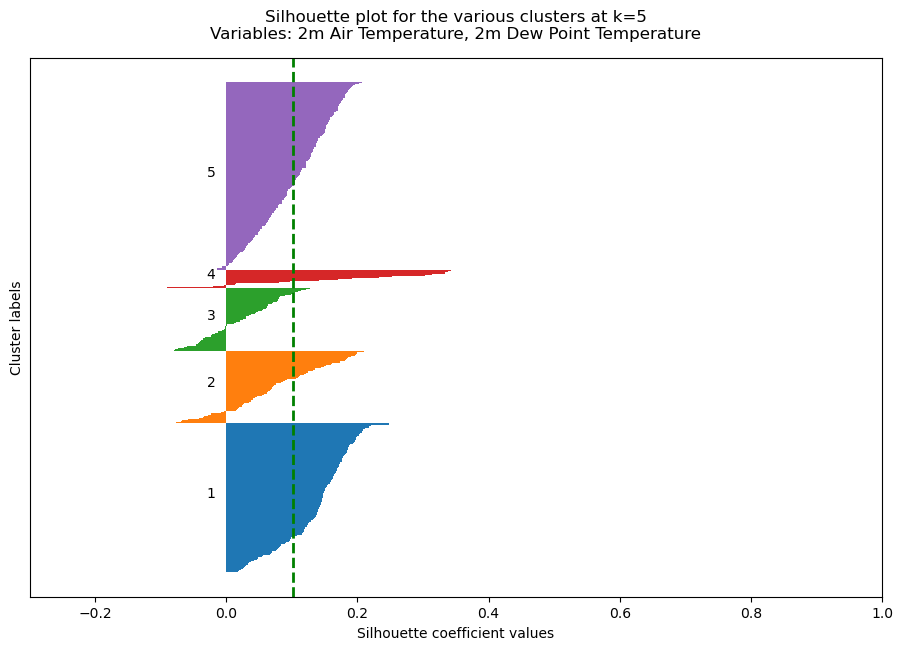 Silhouette plot for the various clusters at k=5
Variables: 2m Air Temperature, 2m Dew Point Temperature
Cluster labels
5
4
3
2
1
−0.2 0.0 0.2 0.4 0.6 0.8 1.0
Silhouette coefficient values